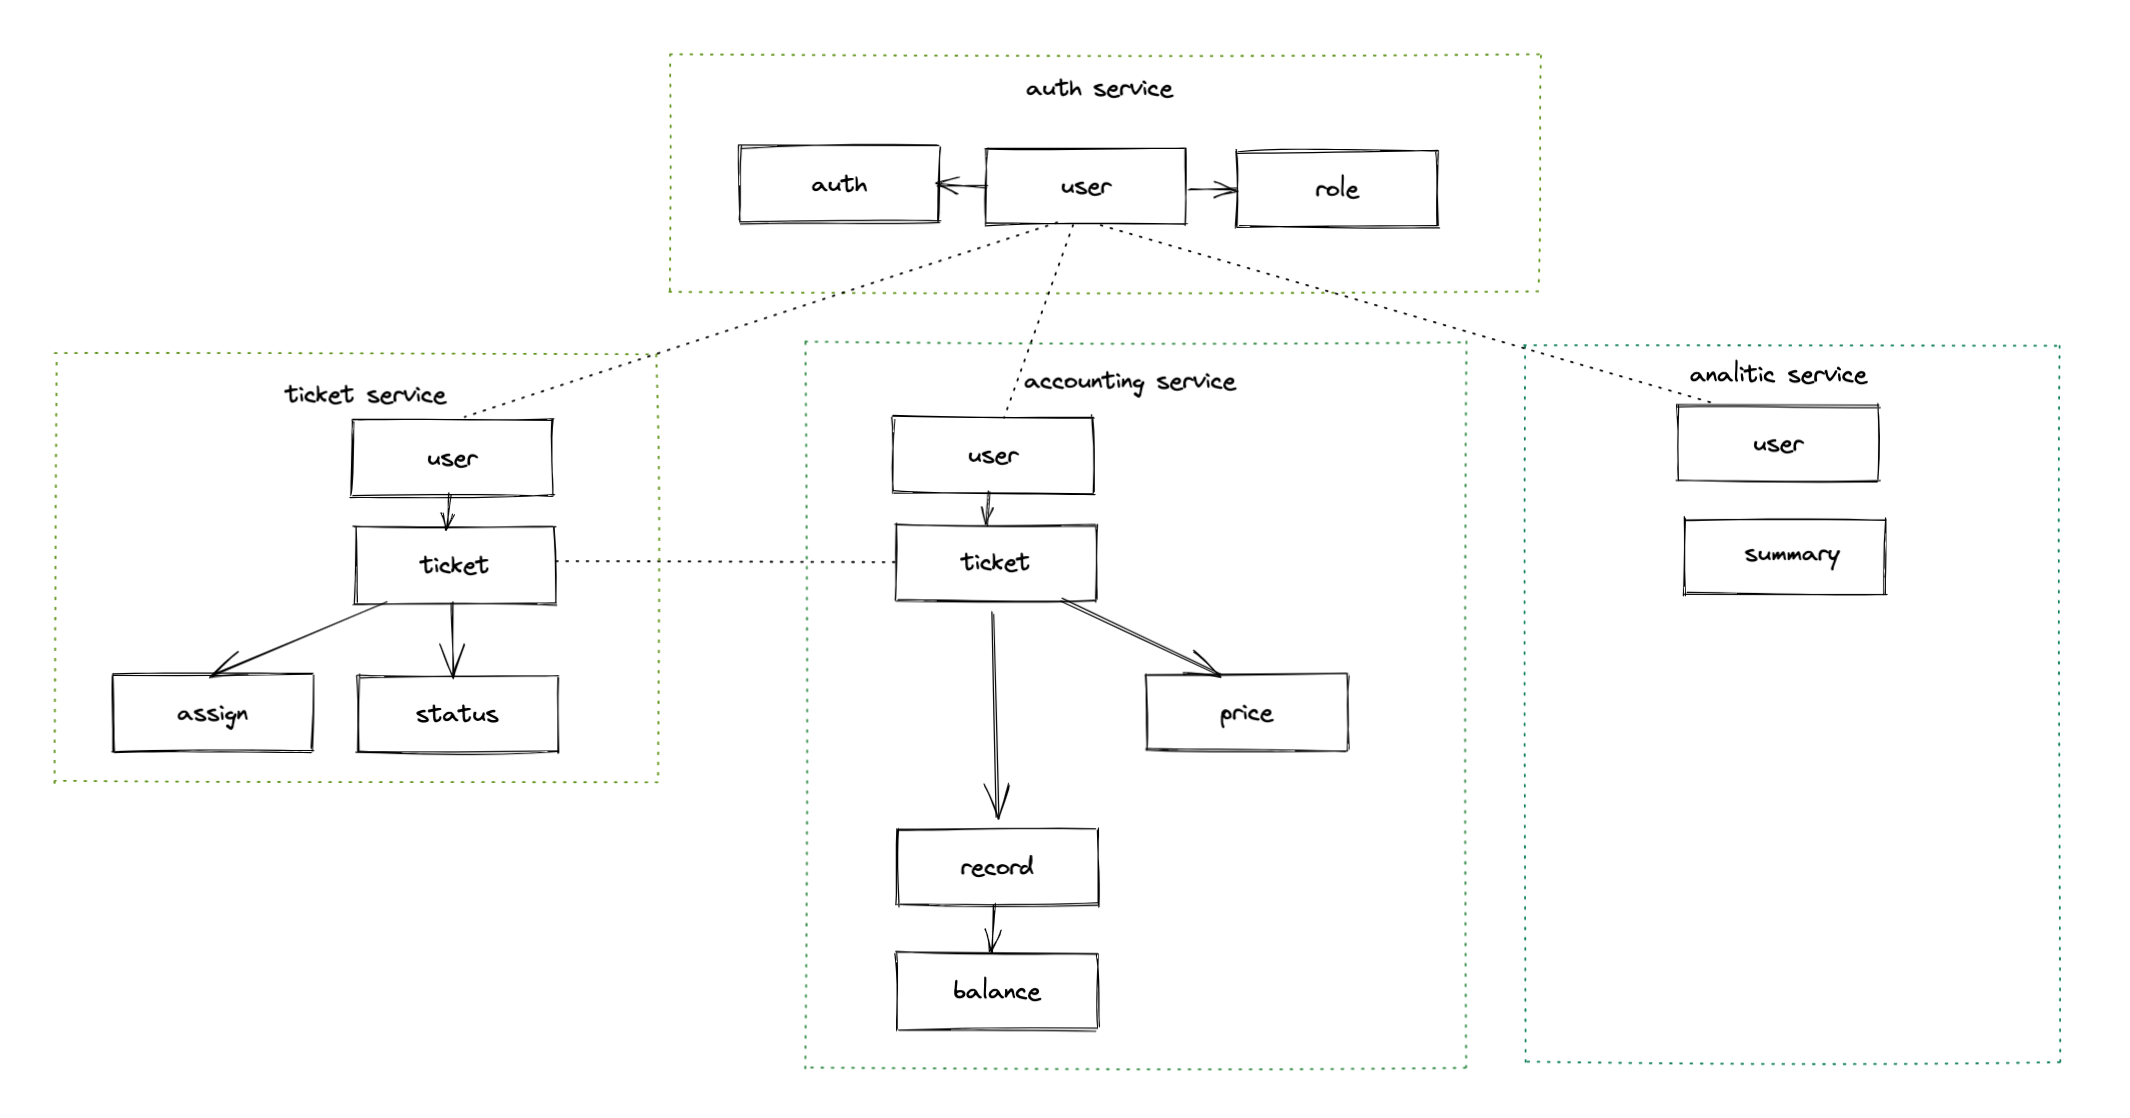 auth service
auth
user
role
ticket service
user
ticket
assign
status
accounting service
user
ticket
price
record
balance
analitic service
user
summary